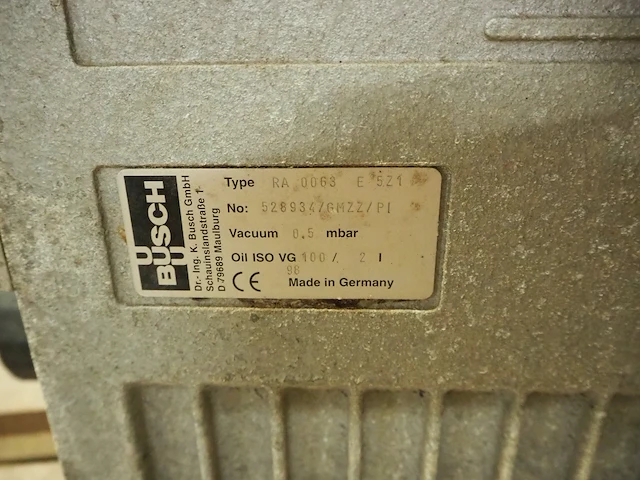 BUSCH
Dr.- Ing. K. Busch GmbH
Schauinslandstraße 1
D 79689 Maulburg
Type RA 0063 E 5Z1
No: 528934/GMZZ/PI
Vacuum 0.5 mbar
Oil ISO VG 100 / 2 l
98
CE Made in Germany